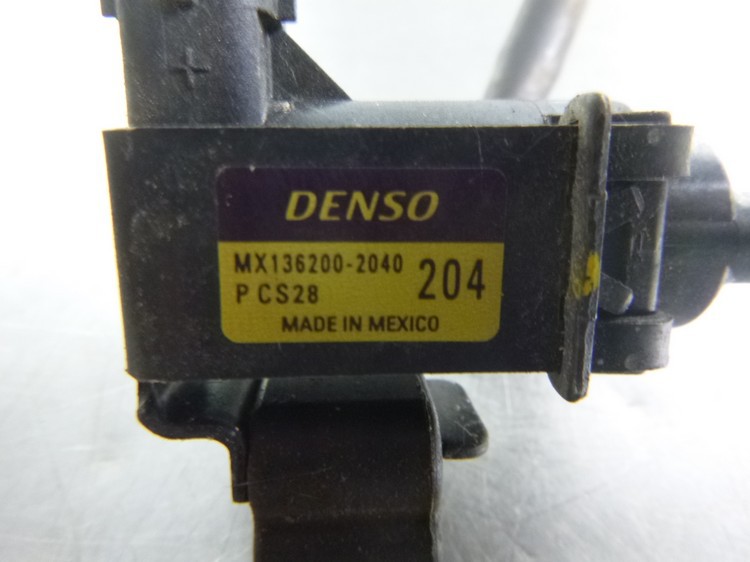 DENSO
MX136200-2040
P CS28
204
MADE IN MEXICO